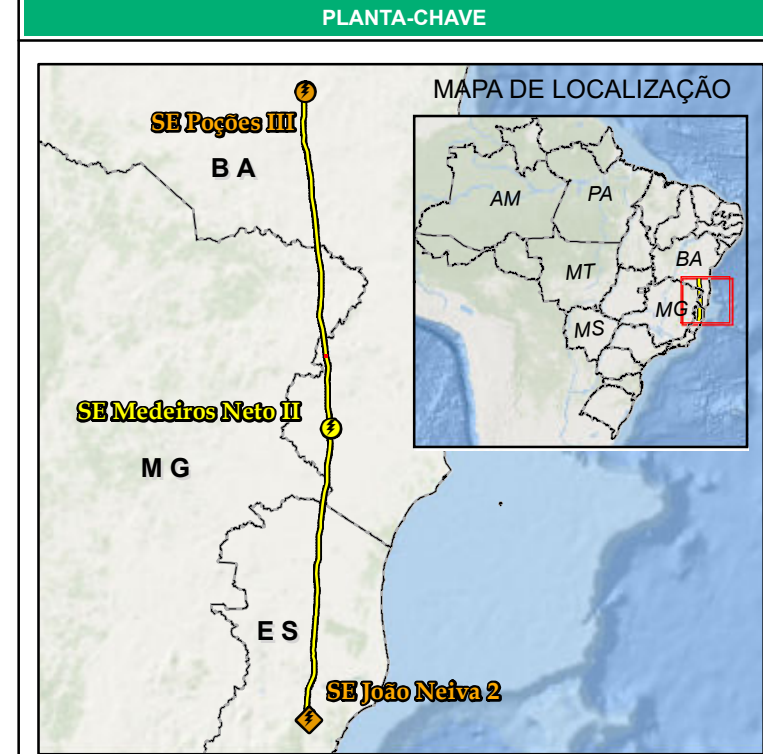 PLANTA-CHAVE
MAPA DE LOCALIZAÇÃO
SE Poções III
B A
AM
PA
BA
MT
MG
MS
SE Medeiros Neto II
M G
E S
SE João Neiva 2